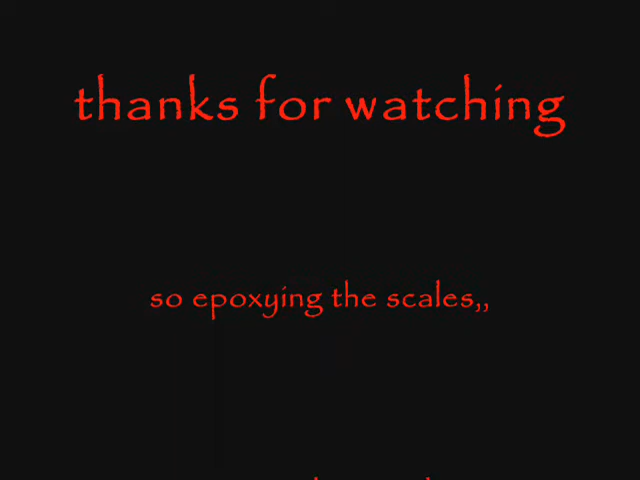 thanks for watching
so epoxying the scales,,